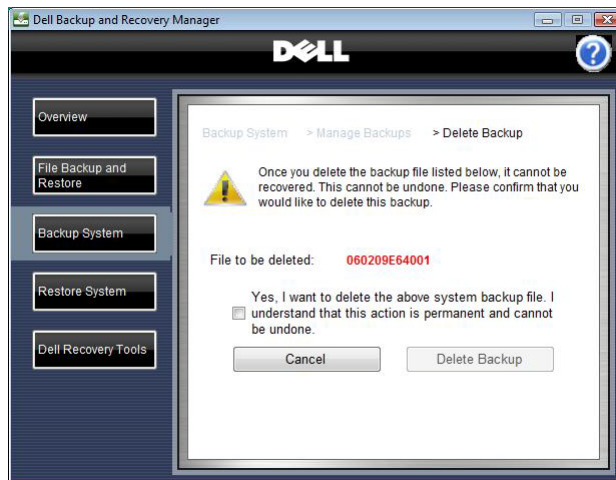 Dell Backup and Recovery Manager
DELL
?
Overview
File Backup and
Restore
Backup System
Restore System
Dell Recovery Tools
Backup System > Manage Backups > Delete Backup
Once you delete the backup file listed below, it cannot be
recovered. This cannot be undone. Please confirm that you
would like to delete this backup.
File to be deleted: 060209E64001
Yes, I want to delete the above system backup file. I
understand that this action is permanent and cannot
be undone.
Cancel Delete Backup